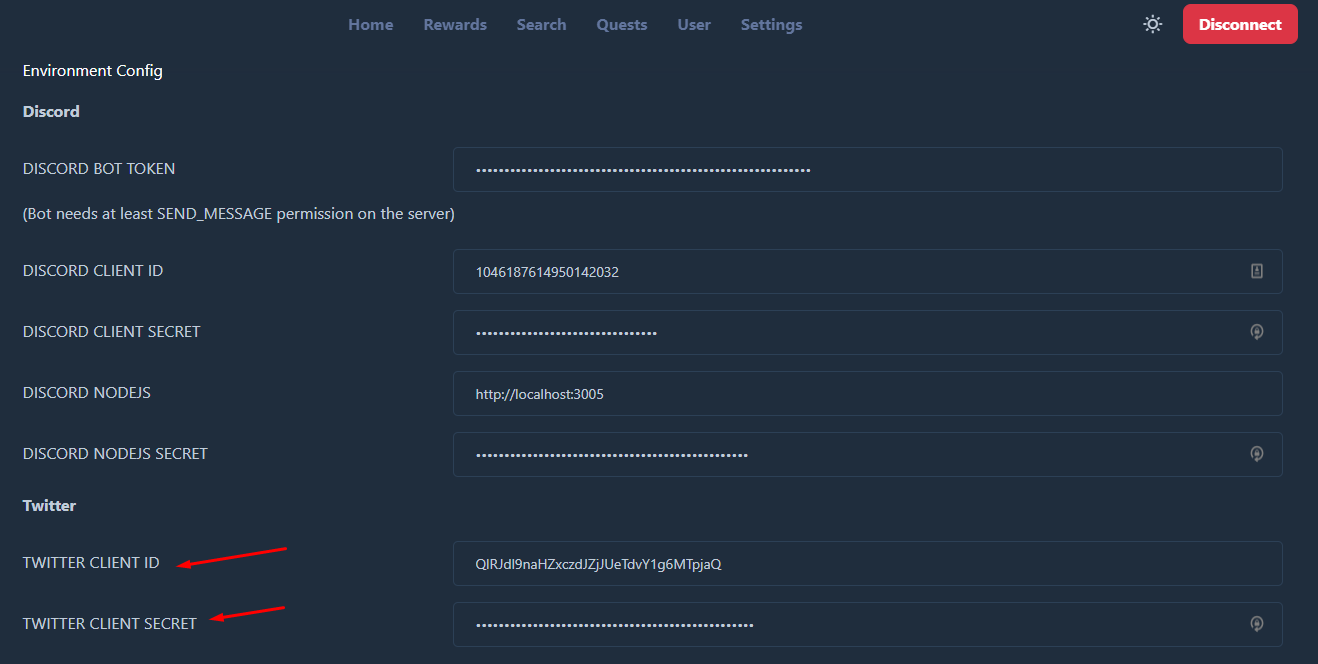 Home Rewards Search Quests User Settings Disconnect
Environment Config
Discord
DISCORD BOT TOKEN ••••••••••••••••••••••••••••••••••••••••••••••••••••••••••••
(Bot needs at least SEND_MESSAGE permission on the server)
DISCORD CLIENT ID 1046187614950142032
DISCORD CLIENT SECRET ••••••••••••••••••••••••••••••••
DISCORD NODEJS http://localhost:3005
DISCORD NODEJS SECRET ••••••••••••••••••••••••••••••••••••••••••••••••
Twitter
TWITTER CLIENT ID QlRJdl9naHZxczdJZjJUeTdvY1g6MTpjaQ
TWITTER CLIENT SECRET •••••••••••••••••••••••••••••••••••••••••••••••••